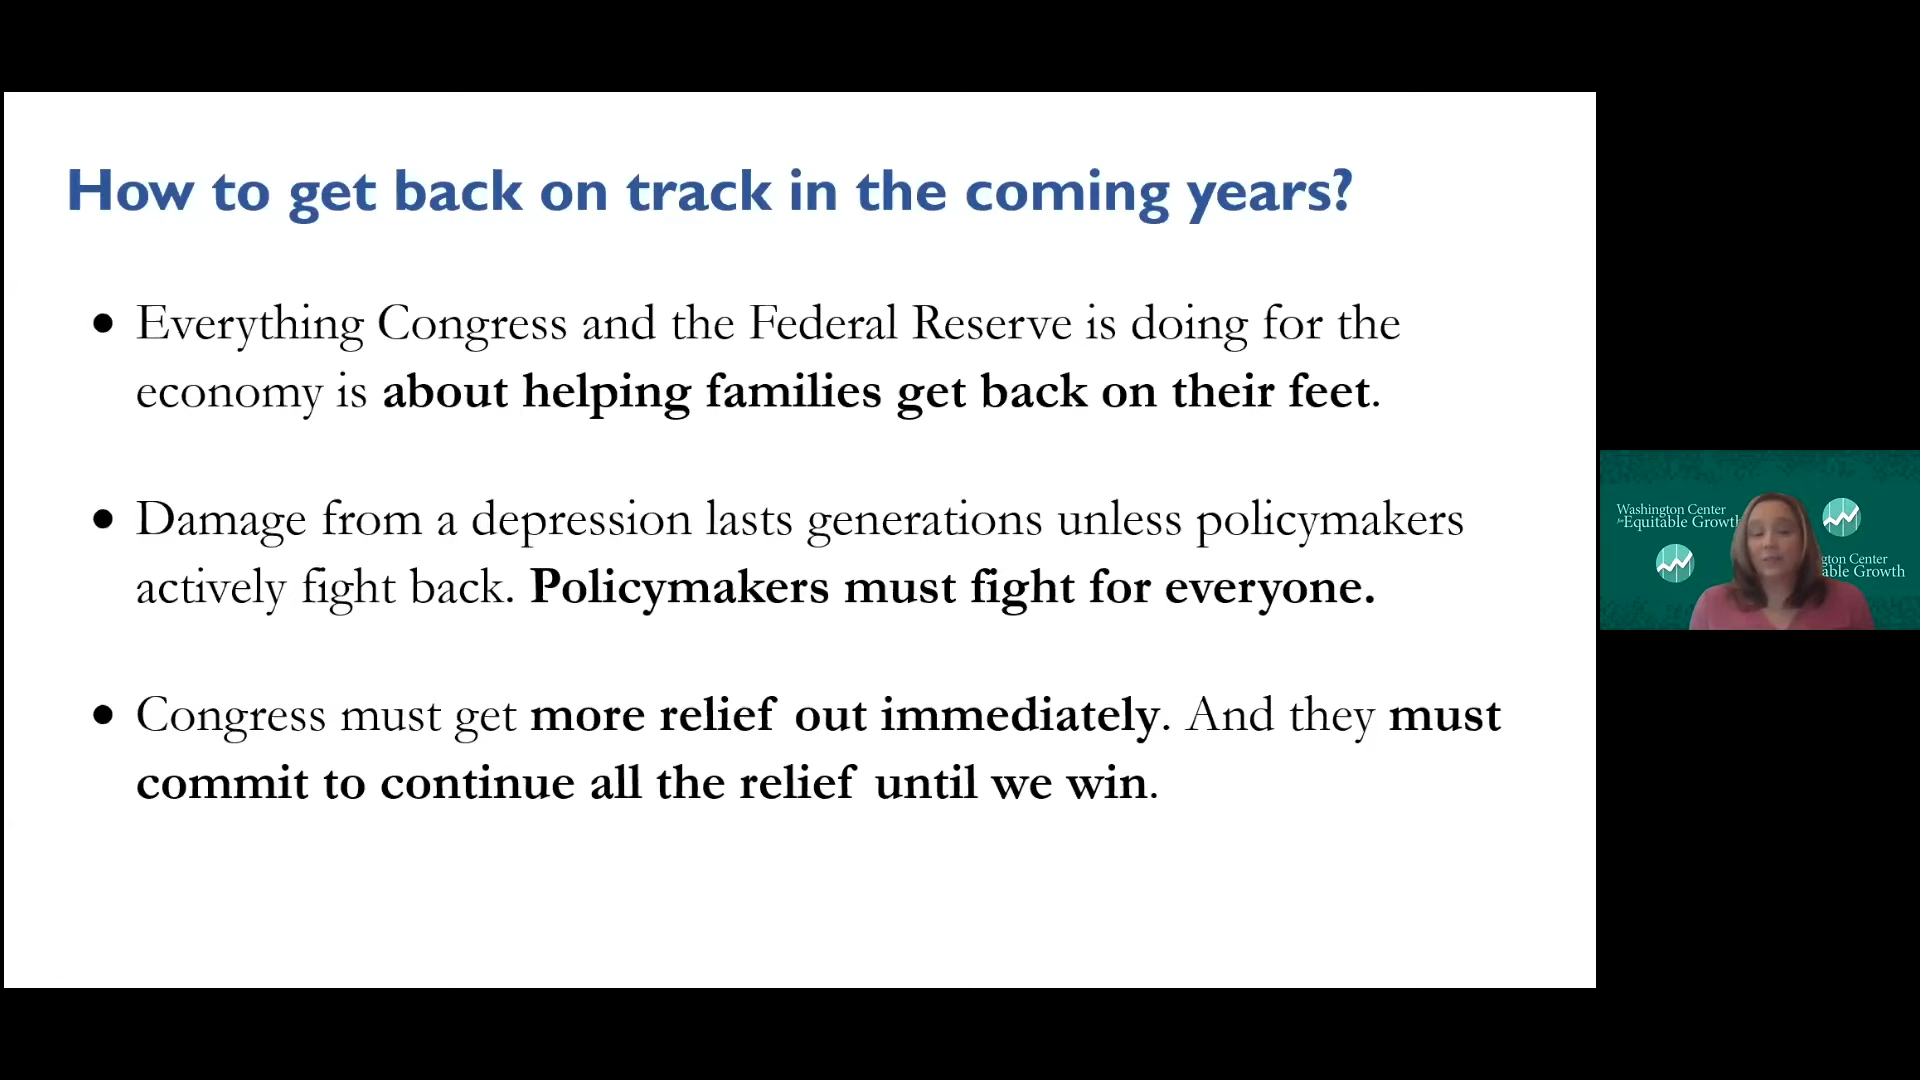 How to get back on track in the coming years?
• Everything Congress and the Federal Reserve is doing for the
economy is about helping families get back on their feet.
• Damage from a depression lasts generations unless policymakers
actively fight back. Policymakers must fight for everyone.
• Congress must get more relief out immediately. And they must
commit to continue all the relief until we win.
Washington Center
for Equitable Growth
gton Center
able Growth